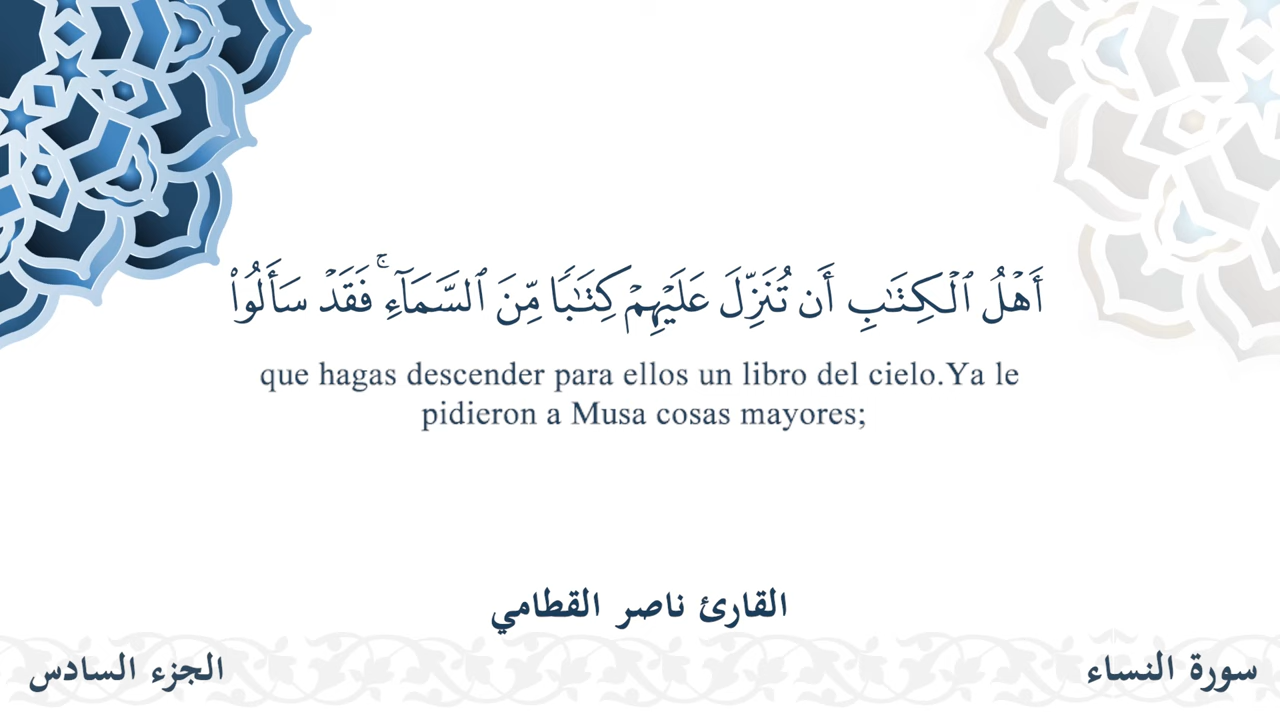 أَهْلُ ٱلْكِتَٰبِ أَن تُنَزِّلَ عَلَيْهِمْ كِتَٰبًا مِّنَ ٱلسَّمَآءِ ۚ فَقَدْ سَأَلُوا۟
que hagas descender para ellos un libro del cielo.Ya le
pidieron a Musa cosas mayores;
القارئ ناصر القطامي
سورة النساء
الجزء السادس